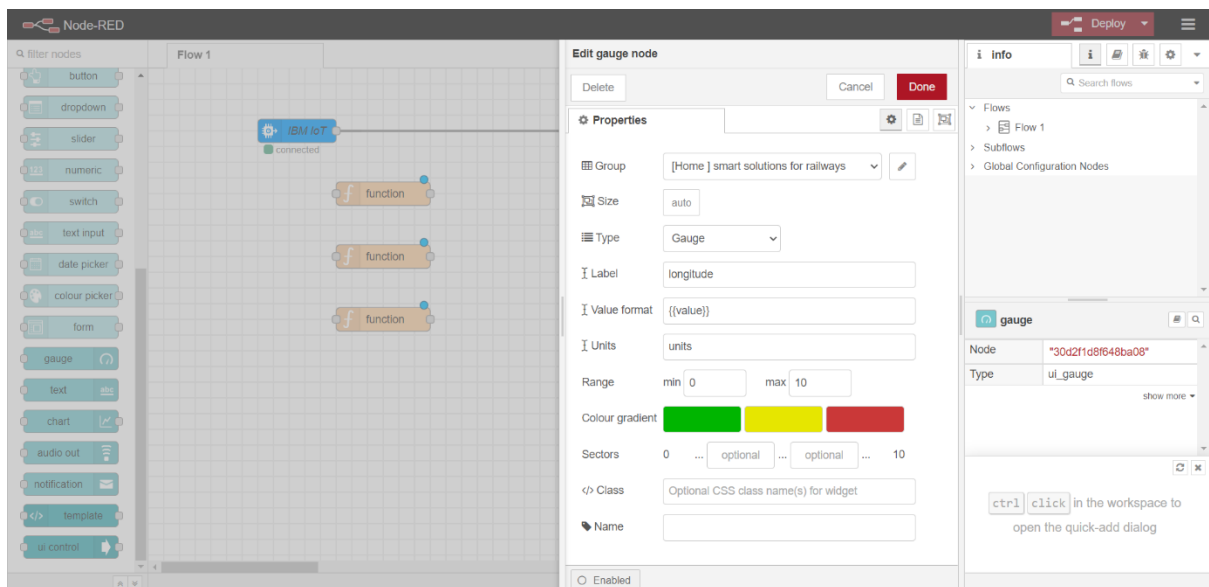 Node-RED
Deploy
filter nodes
button
dropdown
slider
numeric
switch
text input
date picker
colour picker
form
gauge
text
chart
audio out
notification
template
ui control
Flow 1
IBM IoT
connected
function
function
function
Edit gauge node
Delete
Cancel
Done
Properties
Group
[Home ] smart solutions for railways
Size
auto
Type
Gauge
Label
longitude
Value format
{{value}}
Units
units
Range
min 0
max 10
Colour gradient
Sectors
0 ... optional ... optional ... 10
</> Class
Optional CSS class name(s) for widget
Name
Enabled
i info
i
Search flows
Flows
Flow 1
Subflows
Global Configuration Nodes
gauge
Node "30d2f1d8f648ba08"
Type ui_gauge
show more
ctrl click in the workspace to
open the quick-add dialog